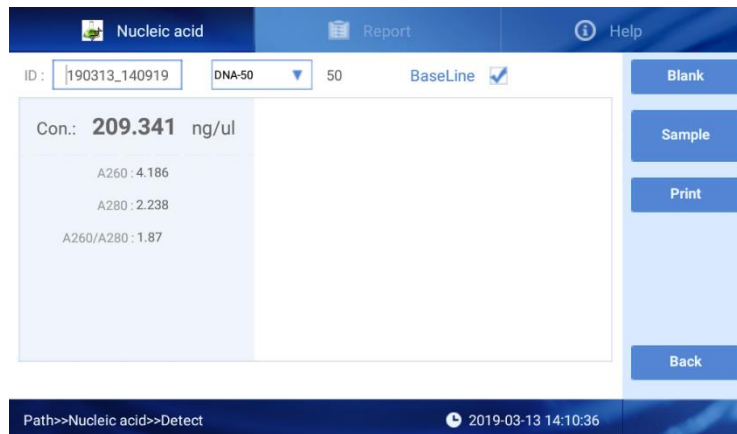 Nucleic acid
Report
Help
ID : 190313_140919 DNA-50 50 BaseLine
Blank
Con.: 209.341 ng/ul
Sample
A260 : 4.186
A280 : 2.238
A260/A280 : 1.87
Print
Back
Path>>Nucleic acid>>Detect
2019-03-13 14:10:36